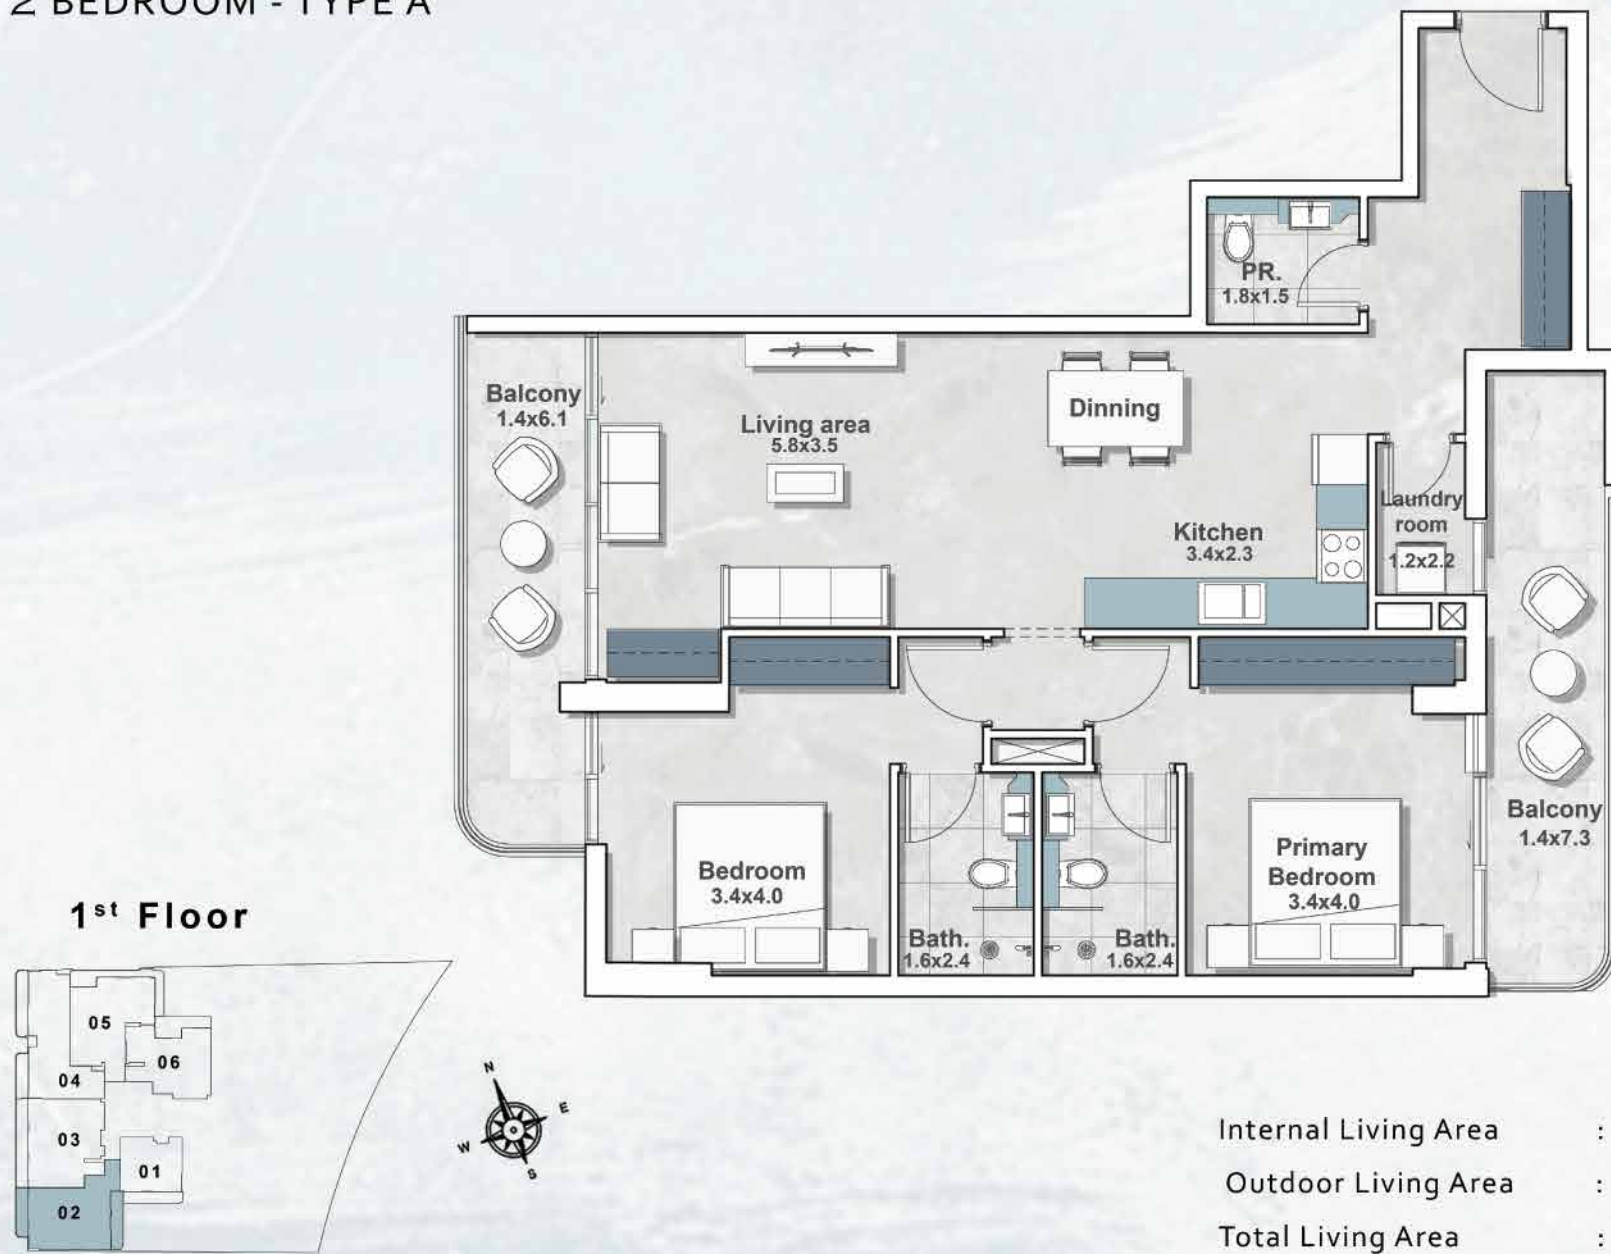 2 BEDROOM - TYPE A
PR.
1.8x1.5
Balcony
1.4x6.1
Living area
5.8x3.5
Dinning
Kitchen
3.4x2.3
Laundry
room
1.2x2.2
Balcony
1.4x7.3
Bedroom
3.4x4.0
Bath.
1.6x2.4
Bath.
1.6x2.4
Primary
Bedroom
3.4x4.0
1st Floor
05
06
04
03
01
02
N
E
W
S
Internal Living Area :
Outdoor Living Area :
Total Living Area :